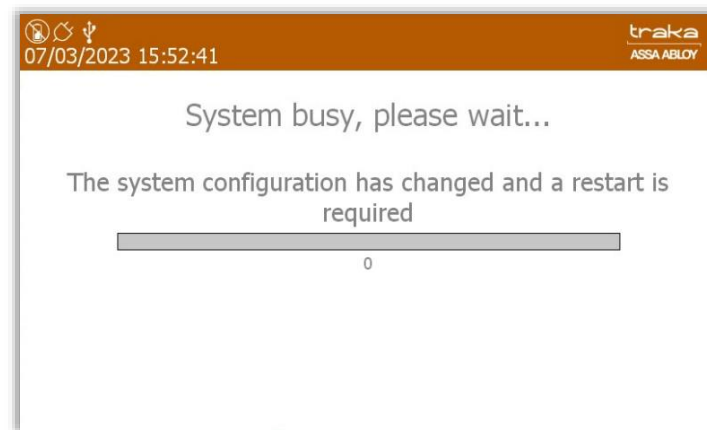 07/03/2023 15:52:41
traka
ASSA ABLOY
System busy, please wait...
The system configuration has changed and a restart is
required
0